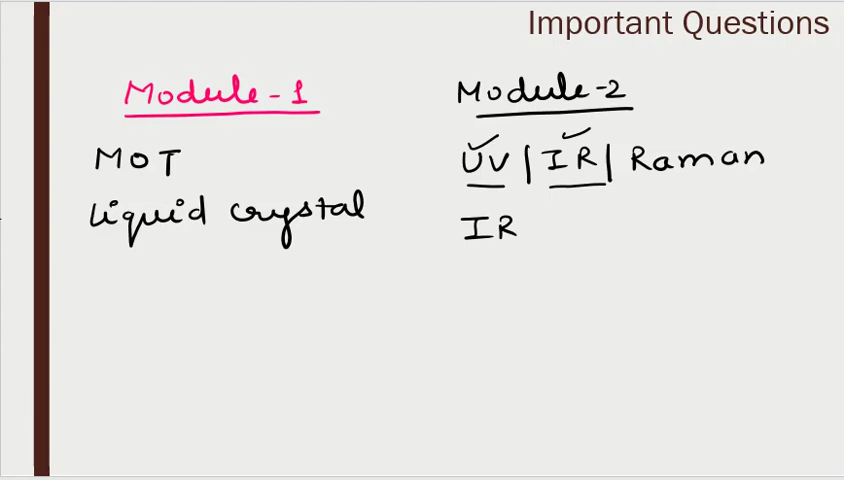 Important Questions
Module-1
MOT
Liquid crystal
Module-2
UV | IR | Raman
IR